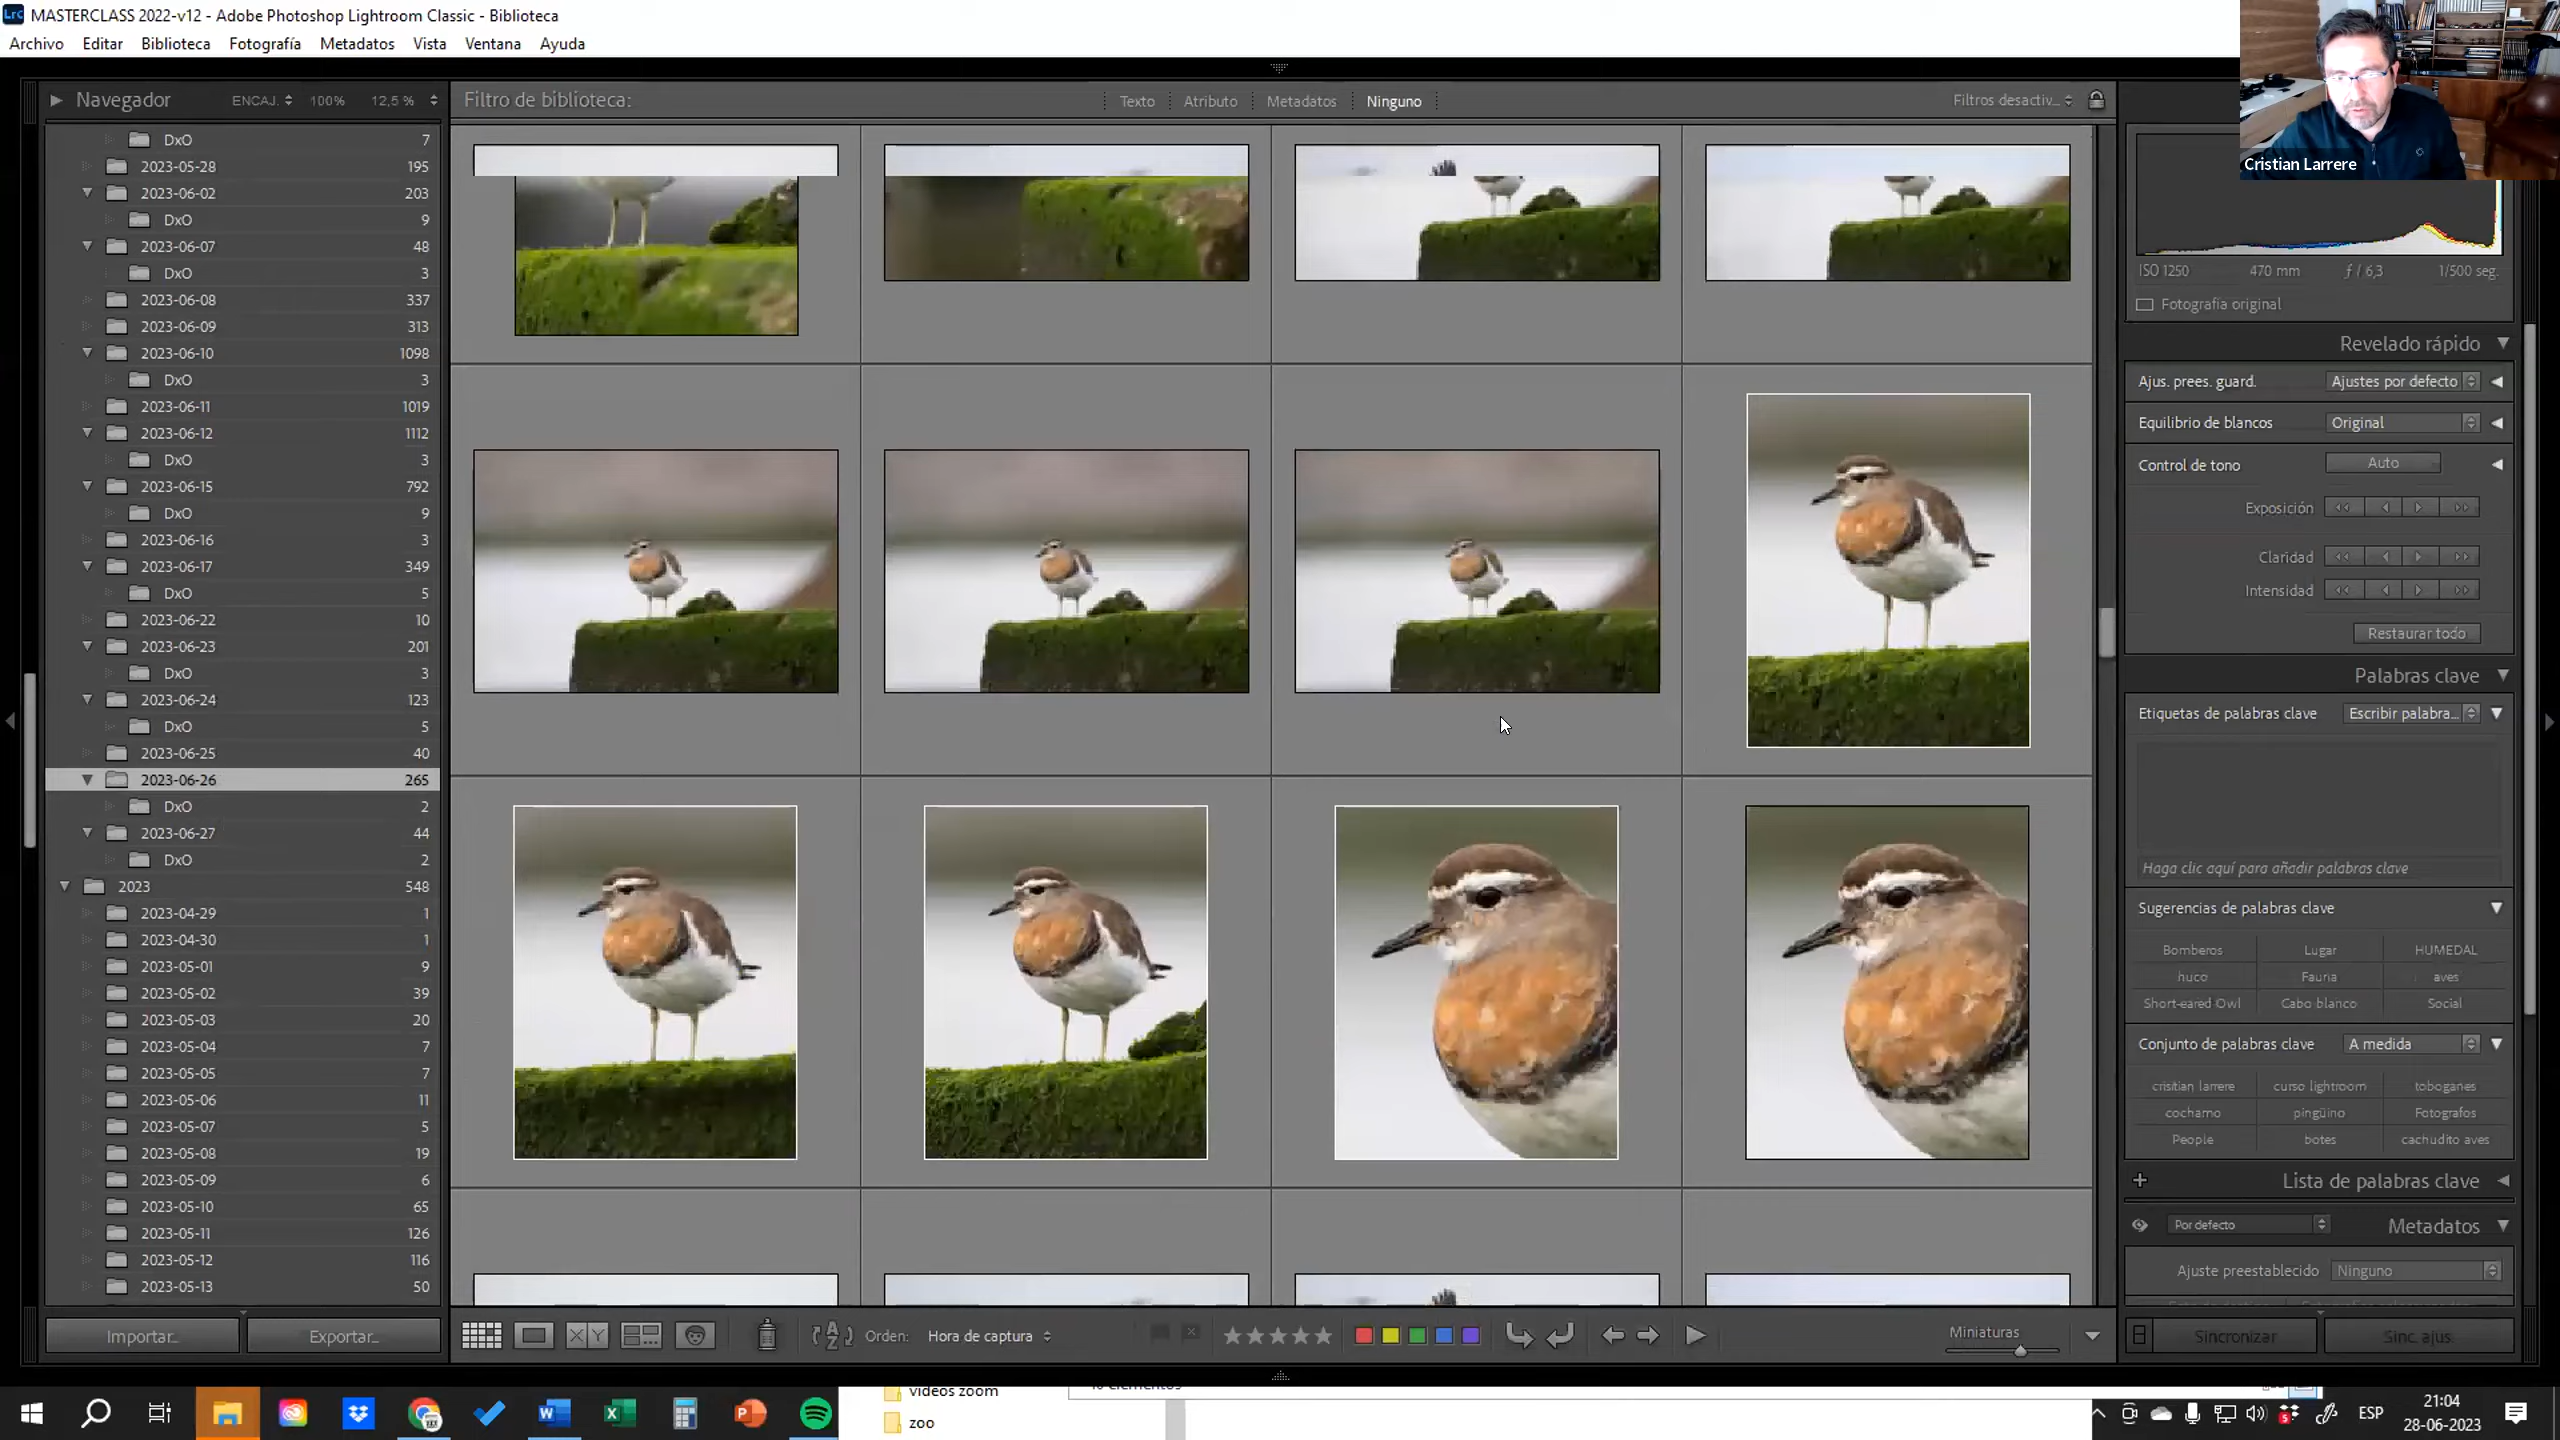 MASTERCLASS 2022-v12 - Adobe Photoshop Lightroom Classic - Biblioteca
Archivo Editar Biblioteca Fotografía Metadatos Vista Ventana Ayuda
Navegador ENCAJ. 100% 12,5 %
Filtro de biblioteca: Texto Atributo Metadatos Ninguno Filtros desactiv...
Cristian Larrere
DxO 7
2023-05-28 195
2023-06-02 203
DxO 9
2023-06-07 48
DxO 3
2023-06-08 337
2023-06-09 313
2023-06-10 1098
DxO 3
2023-06-11 1019
2023-06-12 1112
DxO 3
2023-06-15 792
DxO 9
2023-06-16 3
2023-06-17 349
DxO 5
2023-06-22 10
2023-06-23 201
DxO 3
2023-06-24 123
DxO 5
2023-06-25 40
2023-06-26 265
DxO 2
2023-06-27 44
DxO 2
2023 548
2023-04-29 1
2023-04-30 1
2023-05-01 9
2023-05-02 39
2023-05-03 20
2023-05-04 7
2023-05-05 7
2023-05-06 11
2023-05-07 5
2023-05-08 19
2023-05-09 6
2023-05-10 65
2023-05-11 126
2023-05-12 116
2023-05-13 50
Importar... Exportar...
ISO 1250 470 mm ƒ / 6,3 1/500 seg.
Fotografía original
Revelado rápido
Ajus. prees. guard. Ajustes por defecto
Equilibrio de blancos Original
Control de tono Auto
Exposición
Claridad
Intensidad
Restaurar todo
Palabras clave
Etiquetas de palabras clave Escribir palabra...
Haga clic aquí para añadir palabras clave
Sugerencias de palabras clave
Bomberos Lugar HUMEDAL
huco Fauna aves
Short-eared Owl Cabo blanco Social
Conjunto de palabras clave A medida
crisitian larrere curso lightroom toboganes
cochamo pingüino Fotografos
People botes cachudito aves
Lista de palabras clave
Por defecto Metadatos
Ajuste preestablecido Ninguno
Orden: Hora de captura Miniaturas
Sincronizar Sinc. ajus.
videos zoom
zoo
ESP
21:04
28-06-2023